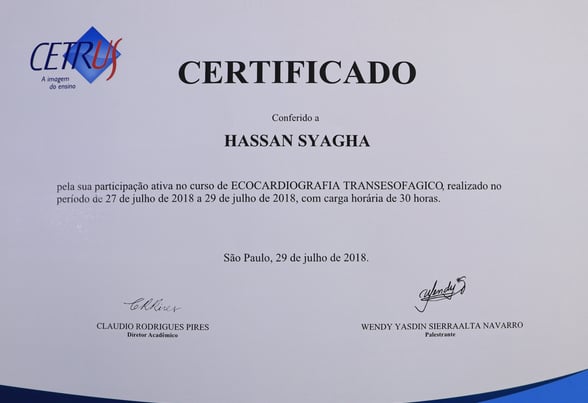 CETRUS
A imagem
do ensino
CERTIFICADO
Conferido a
HASSAN SYAGHA
pela sua participação ativa no curso de ECOCARDIOGRAFIA TRANSESOFAGICO, realizado no
período de 27 de julho de 2018 a 29 de julho de 2018, com carga horária de 30 horas.
São Paulo, 29 de julho de 2018.
Wendy S
CLAUDIO RODRIGUES PIRES
Diretor Acadêmico
WENDY YASDIN SIERRAALTA NAVARRO
Palestrante